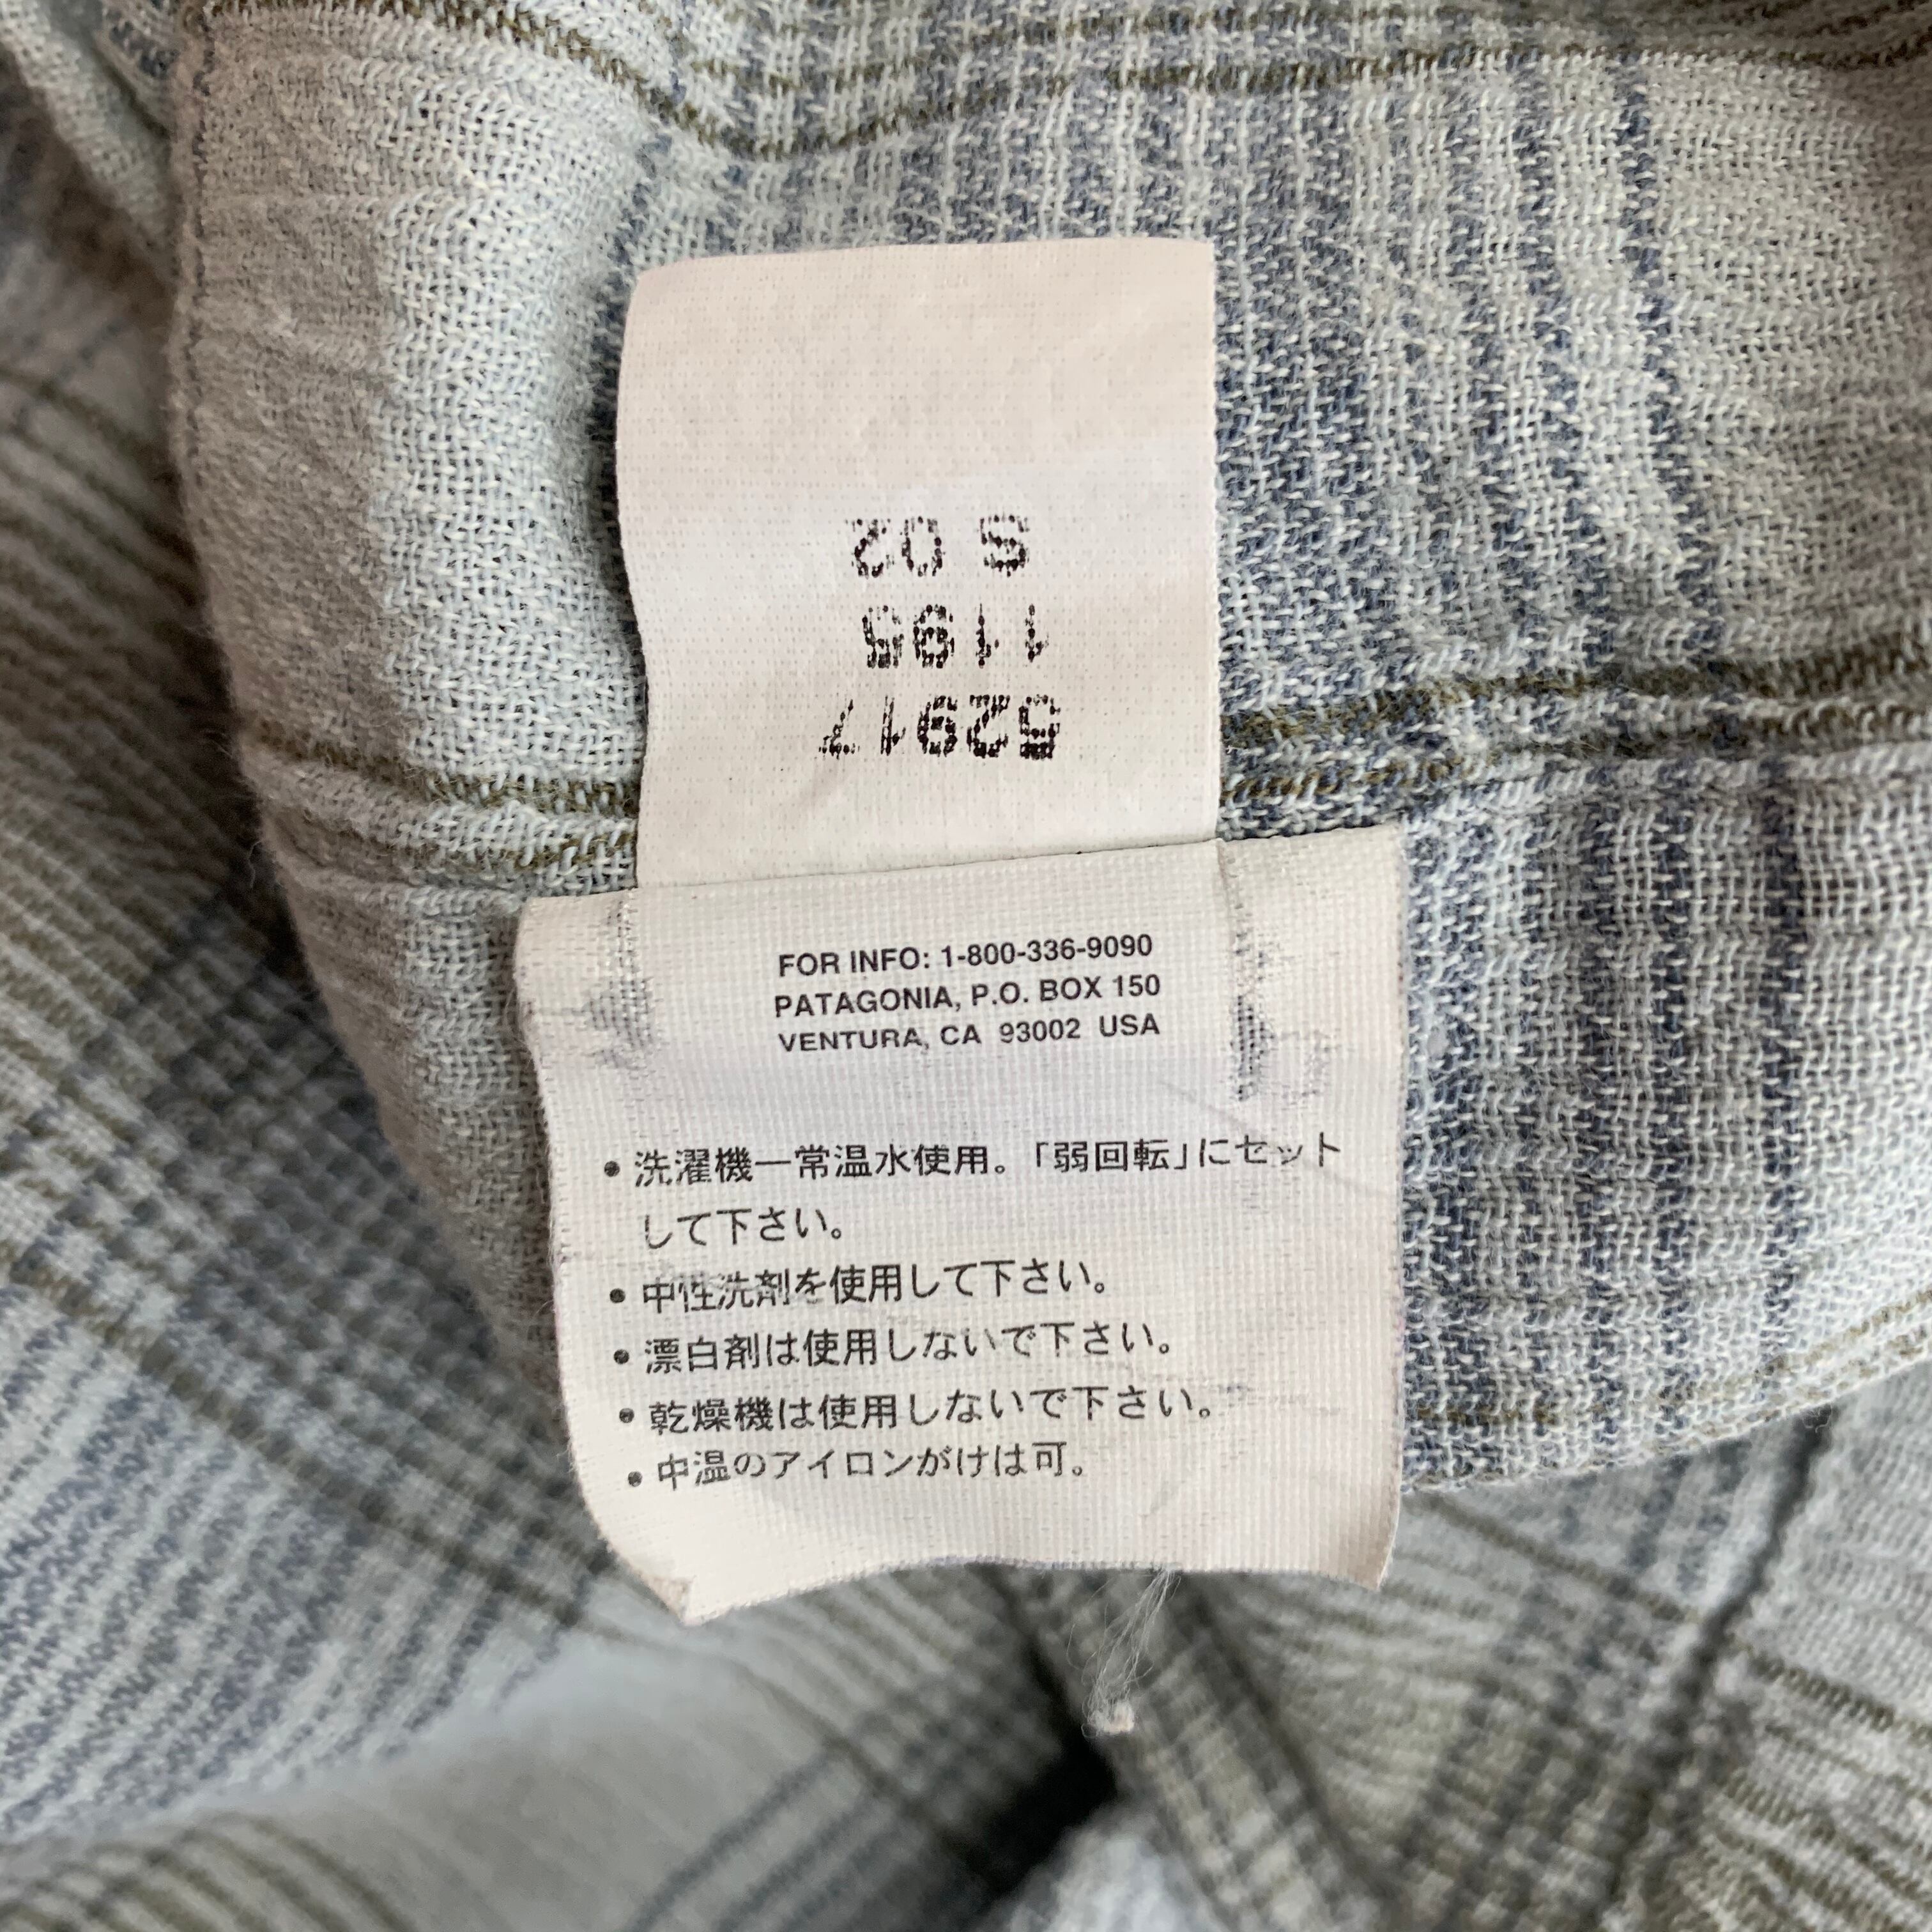 52917
1195
S 02
FOR INFO: 1-800-336-9090
PATAGONIA, P.O. BOX 150
VENTURA, CA 93002 USA
• 洗濯機―常温水使用。「弱回転」にセット
して下さい。
• 中性洗剤を使用して下さい。
• 漂白剤は使用しないで下さい。
• 乾燥機は使用しないで下さい。
• 中温のアイロンがけは可。